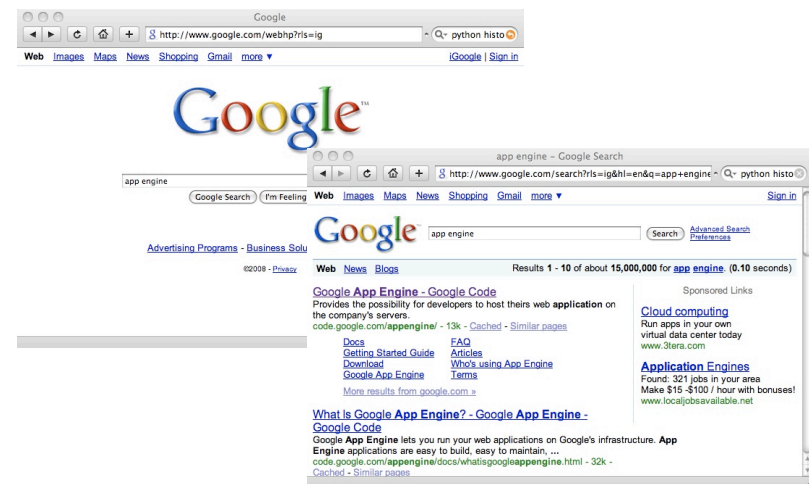 Google
http://www.google.com/webhp?rls=ig
python histo
Web Images Maps News Shopping Gmail more ▼
iGoogle | Sign in
Google™
app engine
Google Search
I'm Feeling
Advertising Programs - Business Solu
©2008 - Privacy
app engine – Google Search
http://www.google.com/search?rls=ig&hl=en&q=app+engine
python histo
Web Images Maps News Shopping Gmail more ▼
Sign in
Google
app engine
Search
Advanced Search
Preferences
Web News Blogs
Results 1 - 10 of about 15,000,000 for app engine. (0.10 seconds)
Google App Engine - Google Code
Provides the possibility for developers to host theirs web application on
the company's servers.
code.google.com/appengine/ - 13k - Cached - Similar pages
Docs
Getting Started Guide
Download
Google App Engine
FAQ
Articles
Who's using App Engine
Terms
More results from google.com »
What Is Google App Engine? - Google App Engine -
Google Code
Google App Engine lets you run your web applications on Google's infrastructure. App
Engine applications are easy to build, easy to maintain, ...
code.google.com/appengine/docs/whatisgoogleappengine.html - 32k -
Cached - Similar pages
Sponsored Links
Cloud computing
Run apps in your own
virtual data center today
www.3tera.com
Application Engines
Found: 321 jobs in your area
Make $15 -$100 / hour with bonuses!
www.localjobsavailable.net